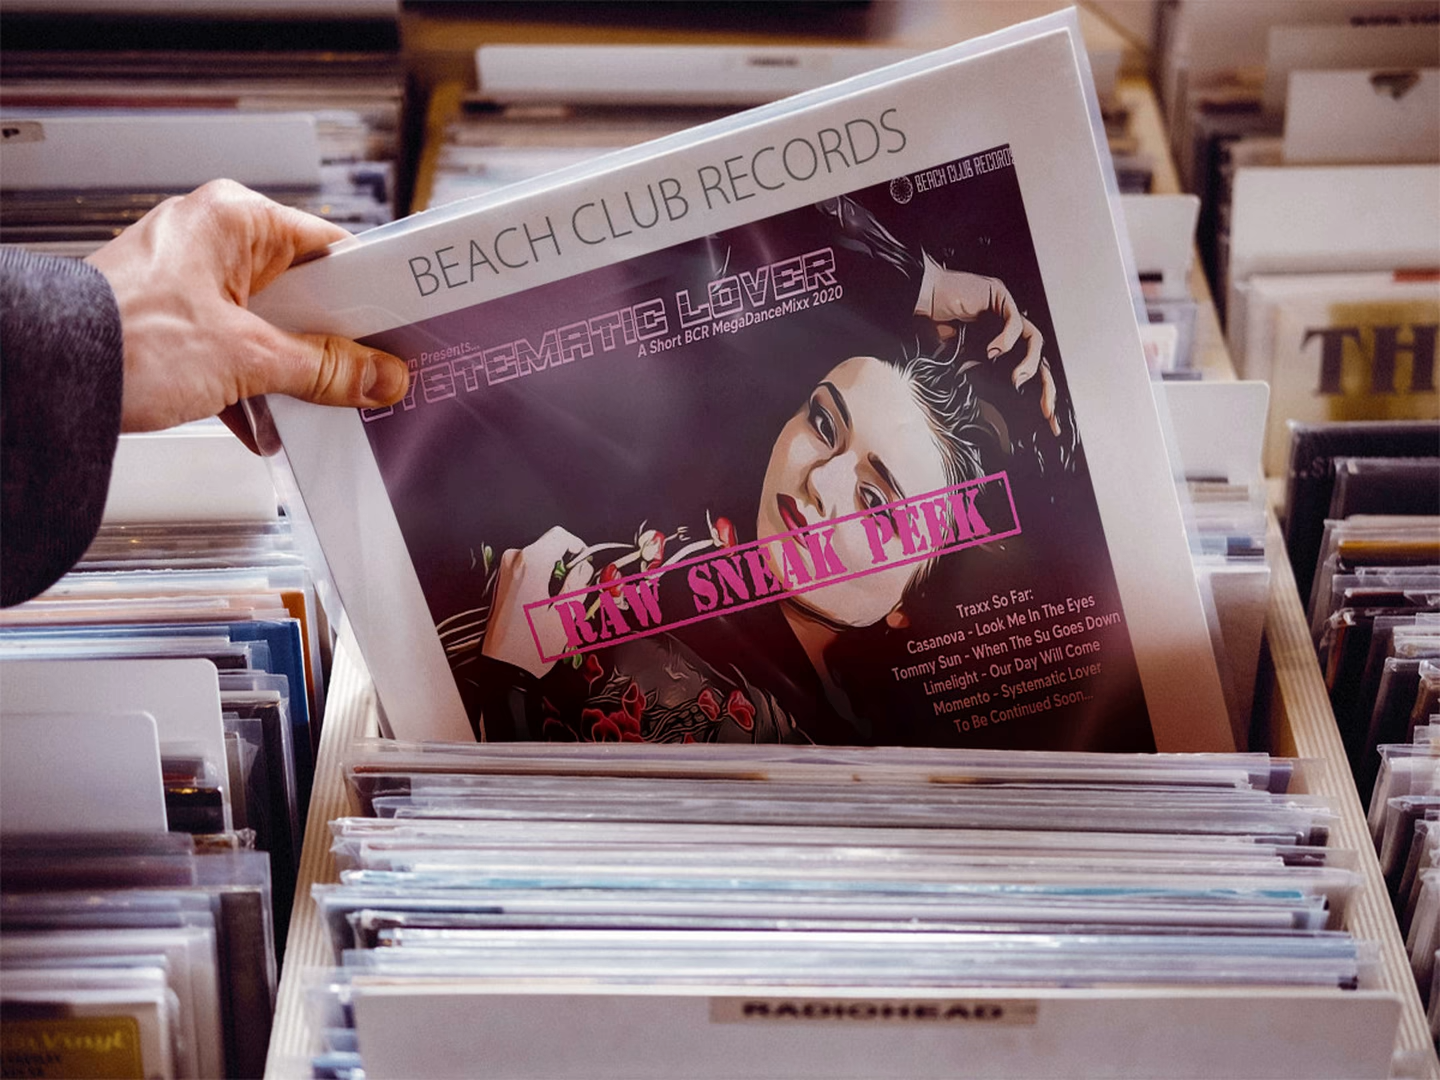 BEACH CLUB RECORDS
BEACH CLUB RECORDS
Presents...
SYSTEMATIC LOVER
A Short BCR MegaDanceMixx 2020
RAW SNEAK PEEK
Traxx So Far:
Casanova - Look Me In The Eyes
Tommy Sun - When The Su Goes Down
Limelight - Our Day Will Come
Momento - Systematic Lover
To Be Continued Soon...
P
TH
RADIOHEAD
Vinyl